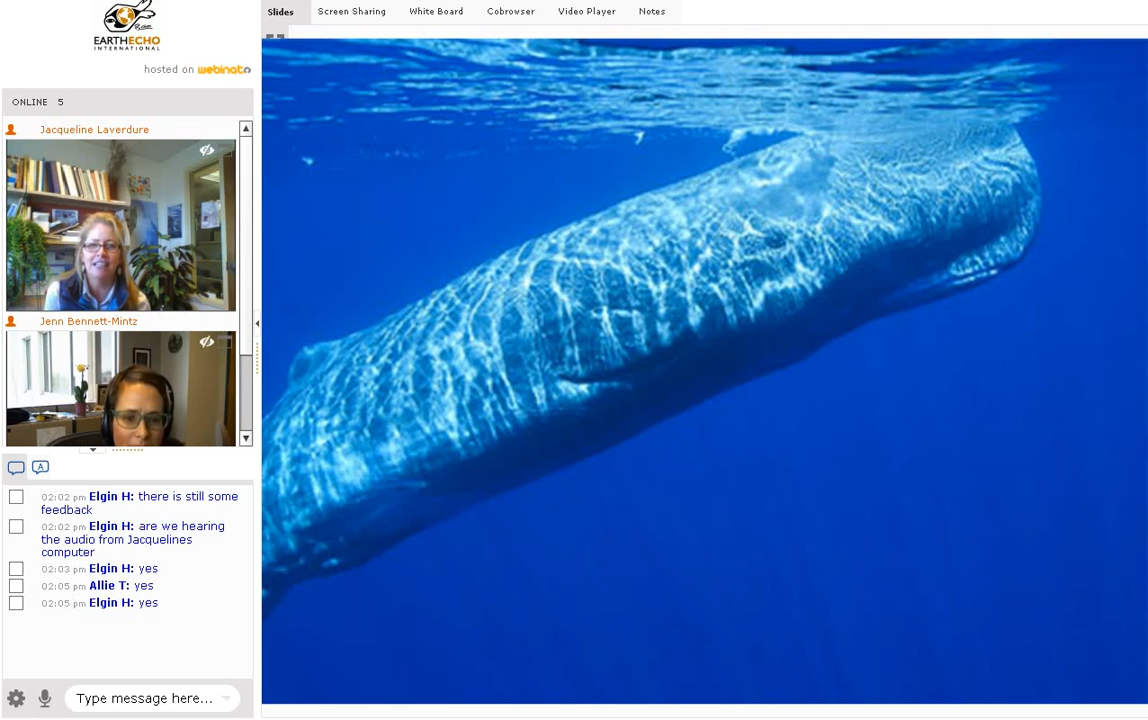 EARTHECHO
INTERNATIONAL
hosted on webinato
ONLINE 5
Jacqueline Laverdure
Jenn Bennett-Mintz
02:02 pm Elgin H: there is still some
feedback
02:02 pm Elgin H: are we hearing
the audio from Jacquelines
computer
02:03 pm Elgin H: yes
02:05 pm Allie T: yes
02:05 pm Elgin H: yes
Type message here...
Slides Screen Sharing White Board Cobrowser Video Player Notes